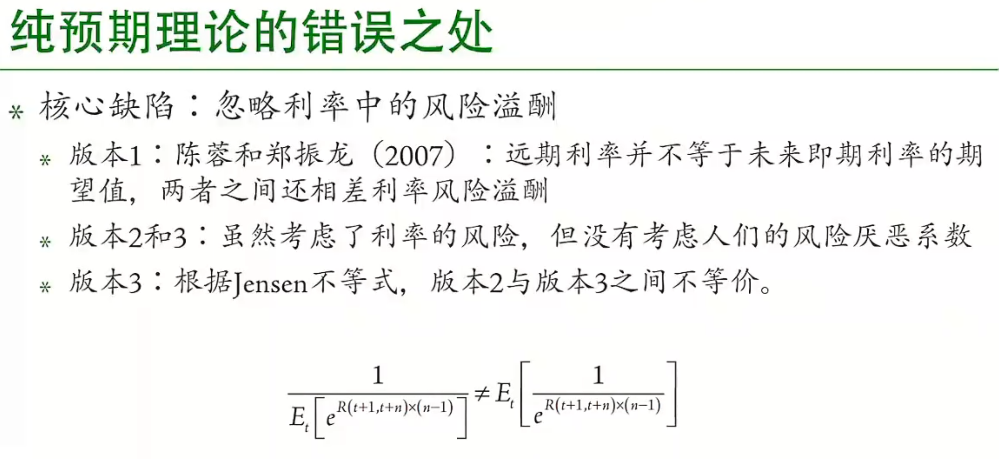 纯预期理论的错误之处
* 核心缺陷：忽略利率中的风险溢酬
* 版本1：陈蓉和郑振龙（2007）：远期利率并不等于未来即期利率的期
望值，两者之间还相差利率风险溢酬
* 版本2和3：虽然考虑了利率的风险，但没有考虑人们的风险厌恶系数
* 版本3：根据Jensen不等式，版本2与版本3之间不等价。
\frac{1}{E_t\left[e^{R(t+1,t+n)×(n−1)}\right]} ≠ E_t\left[\frac{1}{e^{R(t+1,t+n)×(n−1)}}\right]